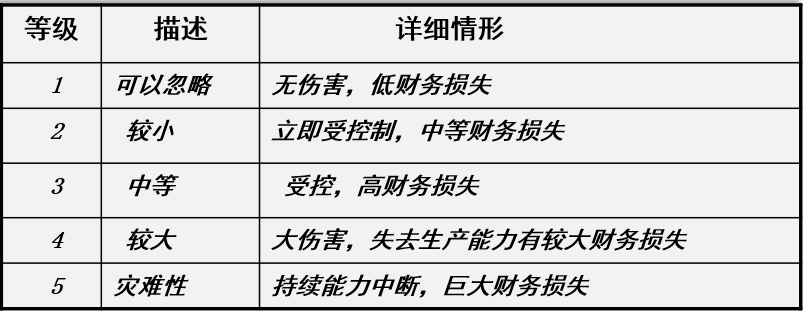 等级 描述 详细情形
1 可以忽略 无伤害，低财务损失
2 较小 立即受控制，中等财务损失
3 中等 受控，高财务损失
4 较大 大伤害，失去生产能力有较大财务损失
5 灾难性 持续能力中断，巨大财务损失